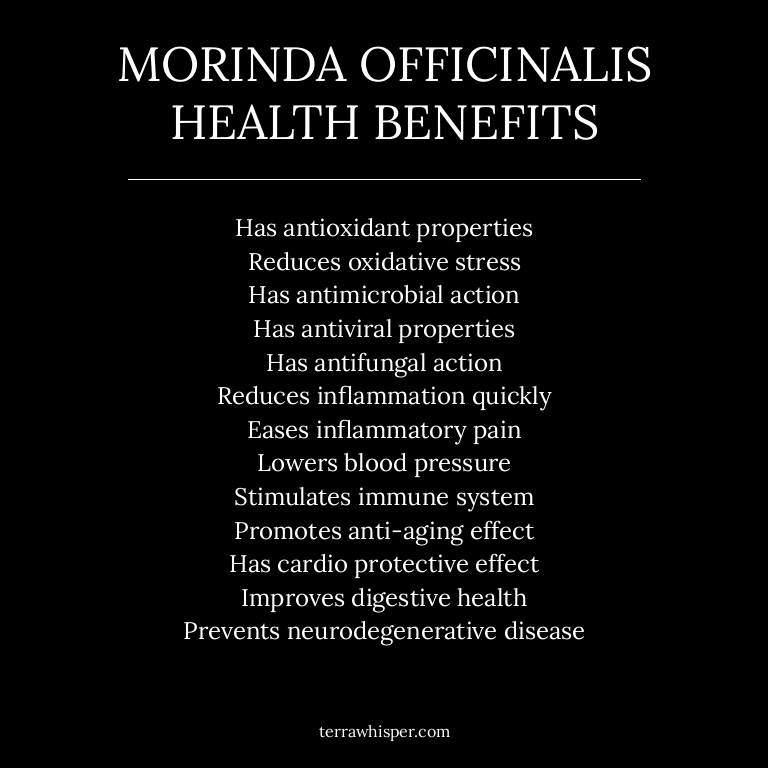 MORINDA OFFICINALIS
HEALTH BENEFITS
Has antioxidant properties
Reduces oxidative stress
Has antimicrobial action
Has antiviral properties
Has antifungal action
Reduces inflammation quickly
Eases inflammatory pain
Lowers blood pressure
Stimulates immune system
Promotes anti-aging effect
Has cardio protective effect
Improves digestive health
Prevents neurodegenerative disease
terrawhisper.com